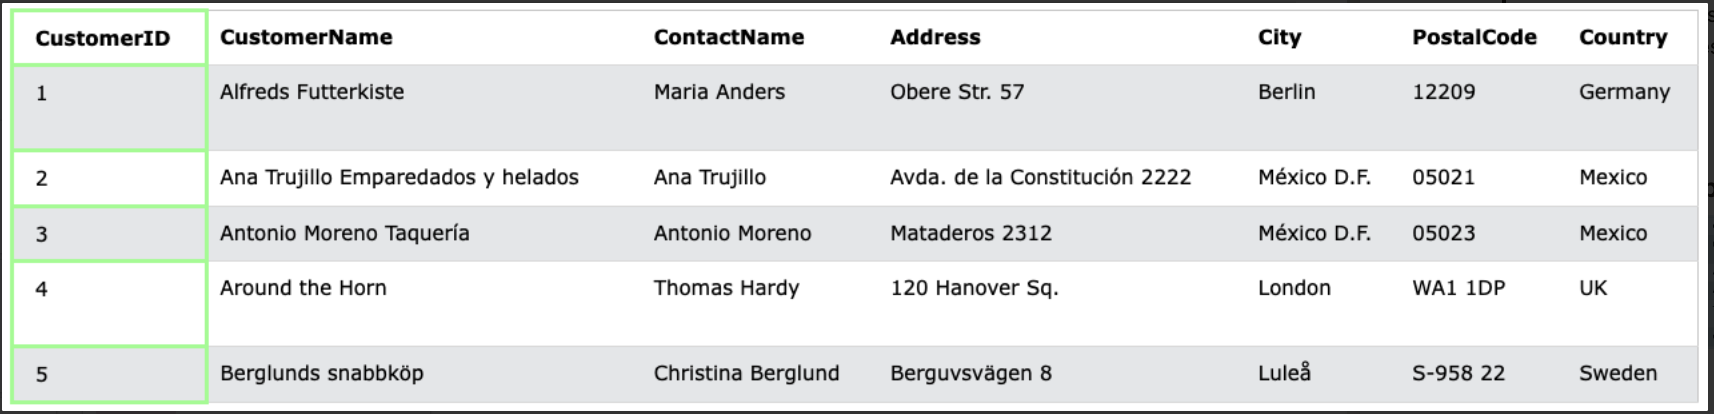 CustomerID CustomerName ContactName Address City PostalCode Country
1 Alfreds Futterkiste Maria Anders Obere Str. 57 Berlin 12209 Germany
2 Ana Trujillo Emparedados y helados Ana Trujillo Avda. de la Constitución 2222 México D.F. 05021 Mexico
3 Antonio Moreno Taquería Antonio Moreno Mataderos 2312 México D.F. 05023 Mexico
4 Around the Horn Thomas Hardy 120 Hanover Sq. London WA1 1DP UK
5 Berglunds snabbköp Christina Berglund Berguvsvägen 8 Luleå S-958 22 Sweden